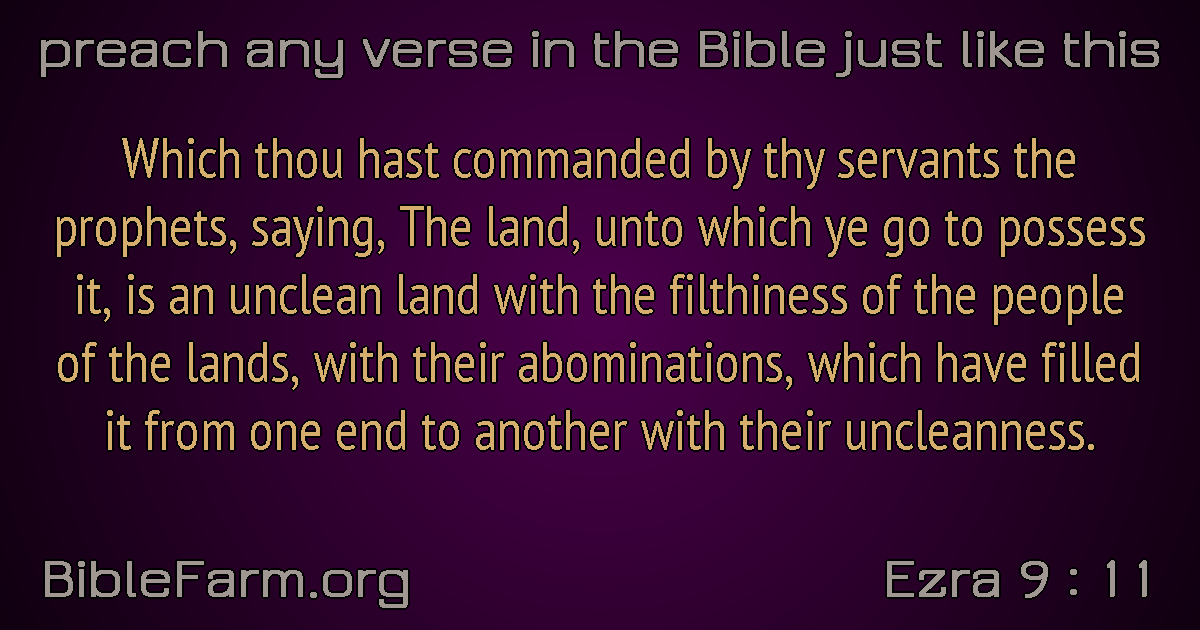 preach any verse in the Bible just like this
Which thou hast commanded by thy servants the
prophets, saying, The land, unto which ye go to possess
it, is an unclean land with the filthiness of the people
of the lands, with their abominations, which have filled
it from one end to another with their uncleanness.
BibleFarm.org
Ezra 9 : 11